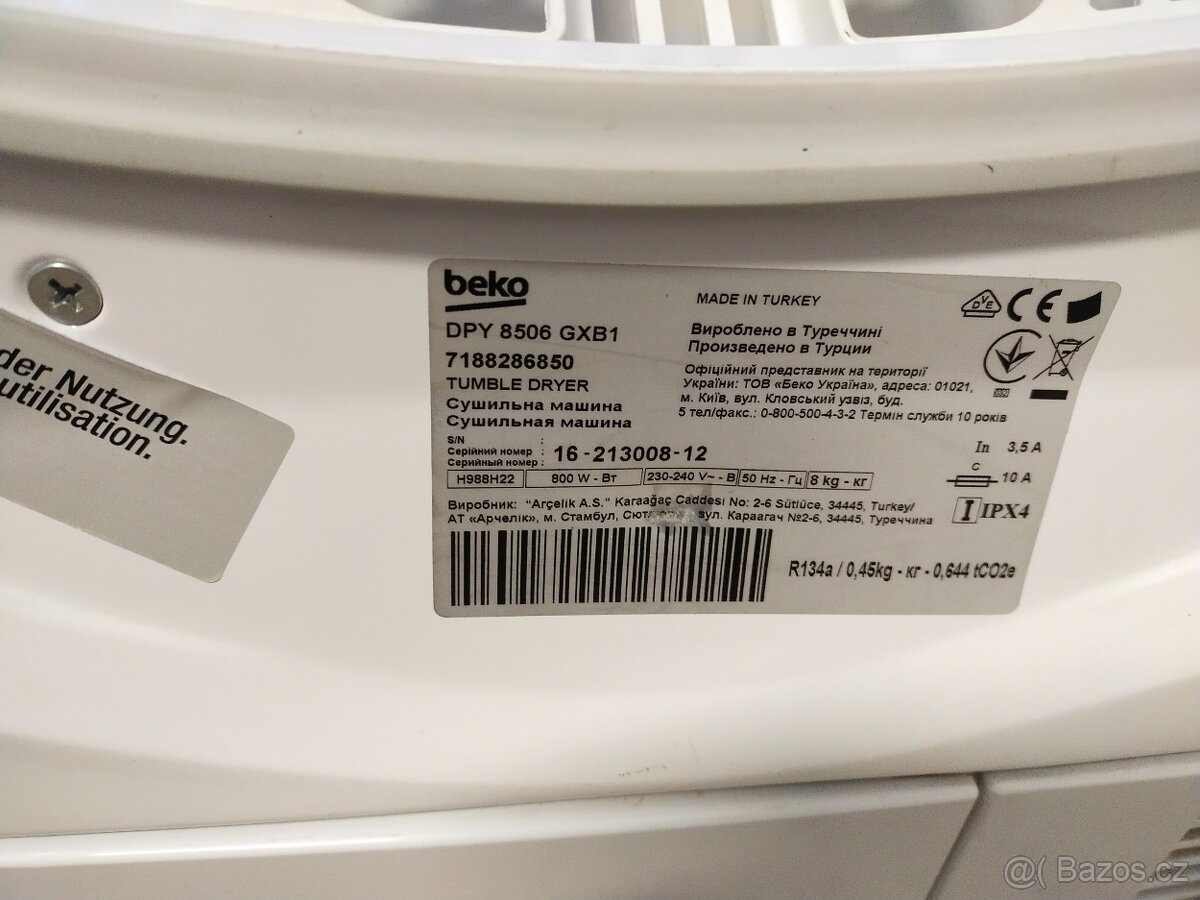 der Nutzung.
utilisation.
beko
DPY 8506 GXB1
7188286850
TUMBLE DRYER
Сушильна машина
Сушильная машина
S/N :
Серійний номер :
Серийный номер :
16-213008-12
H988H22 800 W - Вт 230-240 V~ - В 50 Hz - Гц 8 kg - кг
MADE IN TURKEY
Вироблено в Туреччині
Произведено в Турции
Офіційний представник на території
України: ТОВ «Беко Україна», адреса: 01021,
м. Київ, вул. Кловський узвіз, буд.
5 тел/факс.: 0-800-500-4-3-2 Термін служби 10 років
DVE CE
In 3,5 A
C
10 A
IPX4
Виробник: "Arçelik A.S." Karaağaç Caddesi No: 2-6 Sütlüce, 34445, Turkey/
АТ «Арчелік», м. Стамбул, вул. Караагач №2-6, 34445, Туреччина
R134a / 0,45kg - кг - 0,644 tCO2e
@( Bazos.cz